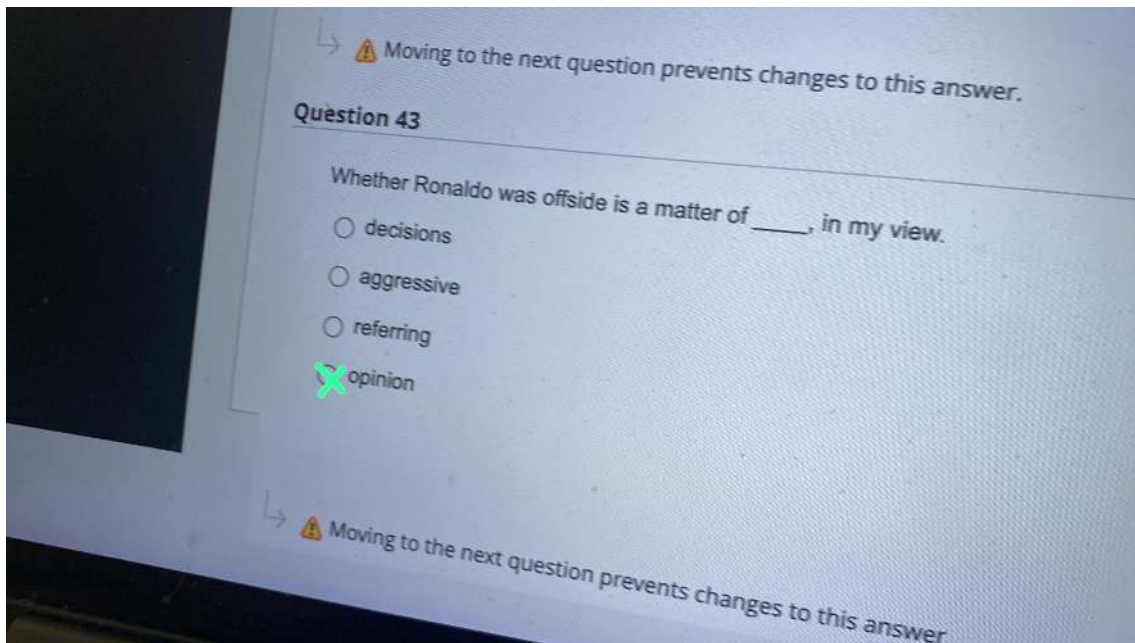 Moving to the next question prevents changes to this answer.
Question 43
Whether Ronaldo was offside is a matter of _____, in my view.
decisions
aggressive
referring
opinion
Moving to the next question prevents changes to this answer